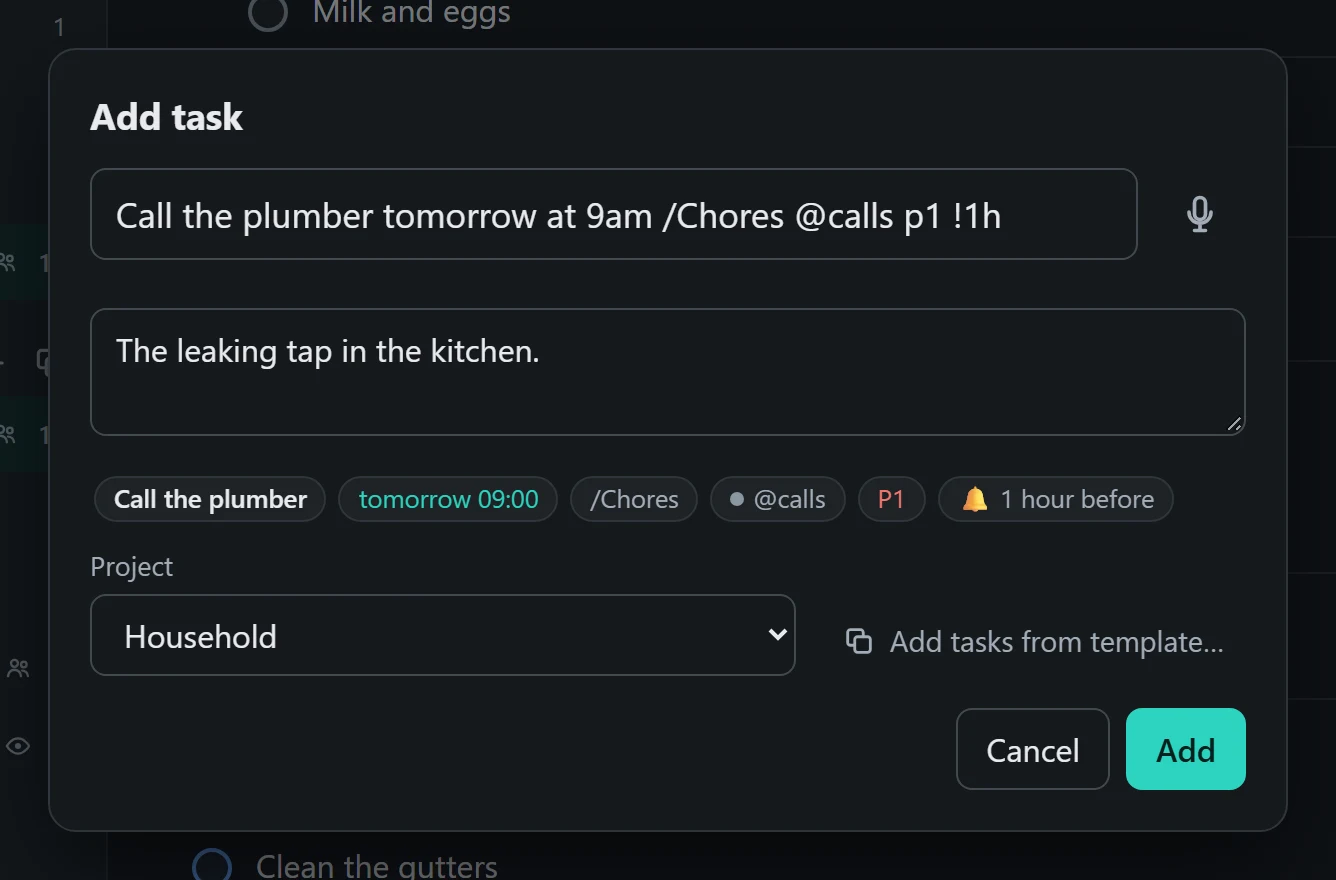 1
Milk and eggs
Add task
Call the plumber tomorrow at 9am /Chores @calls p1 !1h
The leaking tap in the kitchen.
Call the plumber tomorrow 09:00 /Chores @calls P1 1 hour before
Project
Household
Add tasks from template...
Cancel Add
Clean the gutters